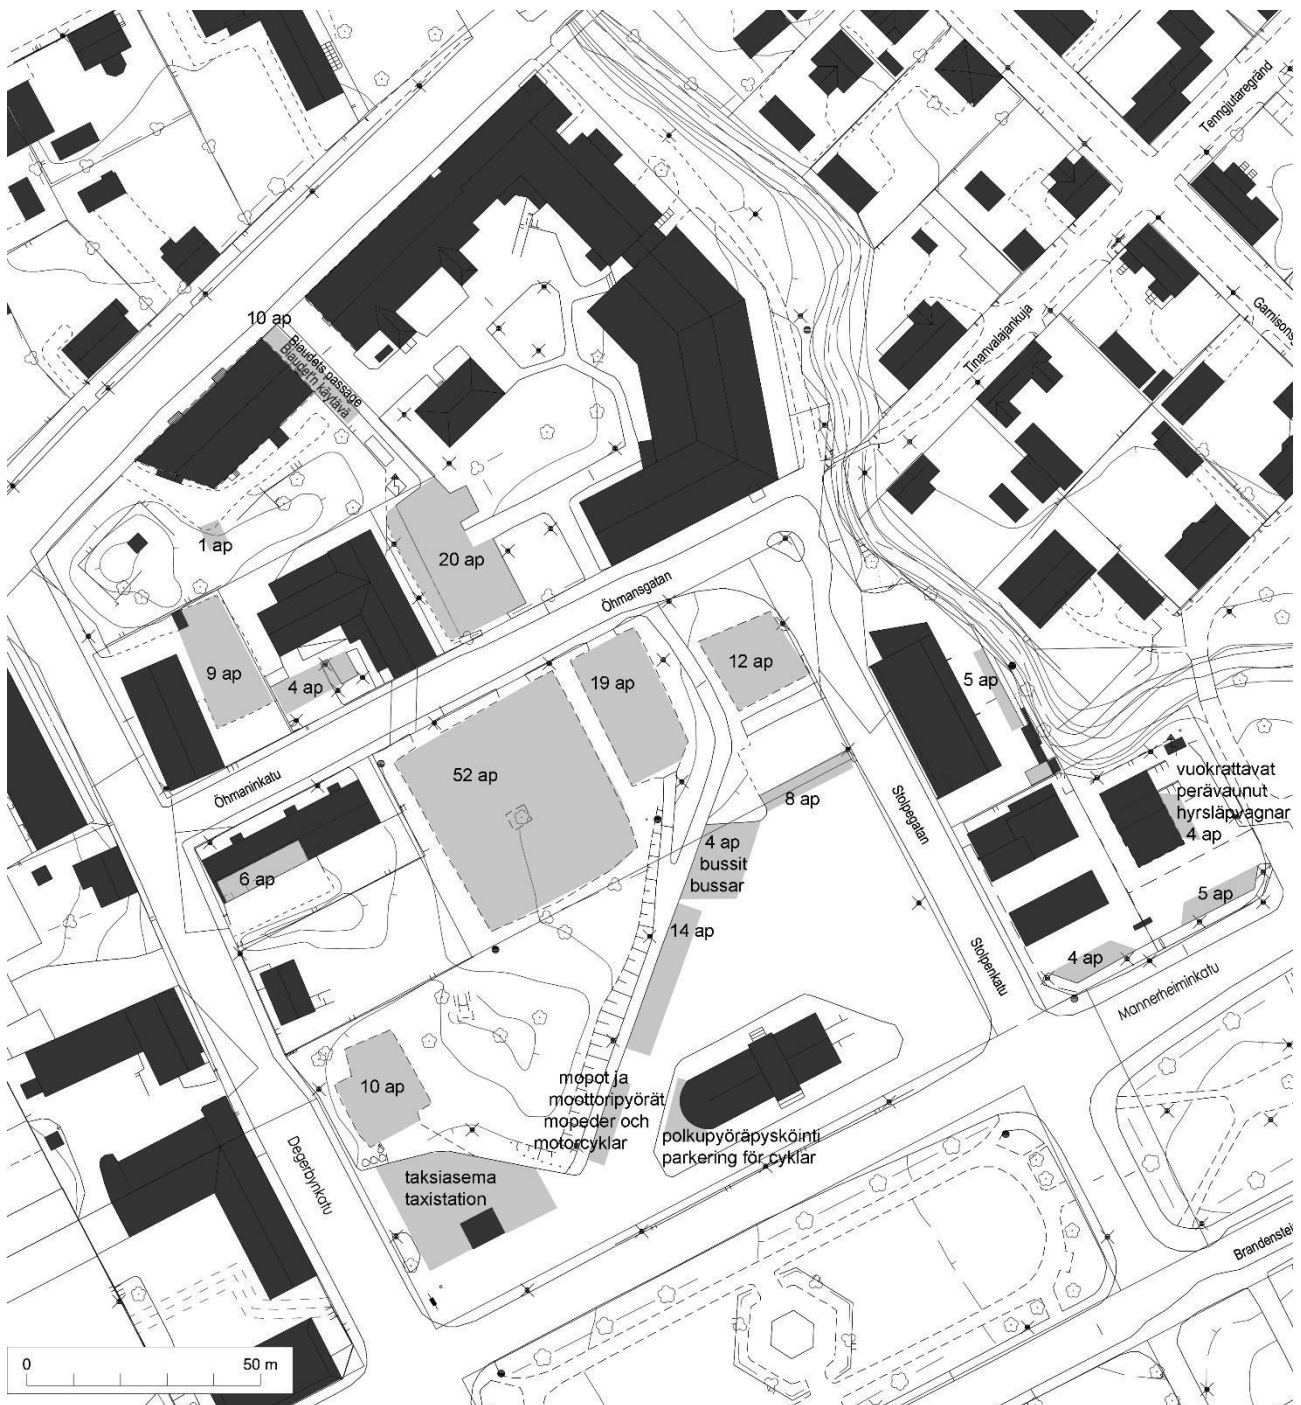 Tenngjutaregränd
Garnisons
Tinanvalajankuja
10 ap
Blaudets passage
Blaudet'n käytävä
1 ap
20 ap
Öhmansgatan
9 ap
4 ap
19 ap
12 ap
5 ap
52 ap
Öhmaninkatu
8 ap
Stolpegatan
vuokrattavat
perävaunut
hyrsläpvagnar
4 ap
6 ap
4 ap
bussit
bussar
5 ap
14 ap
4 ap
Stolpenkatu
Mannerheiminkatu
10 ap
mopot ja
moottoripyörät
mopeder och
motorcyklar
polkupyöräpysköinti
parkering för cyklar
Degerbynkatu
taksiasema
taxistation
Brandenstei
0 50 m